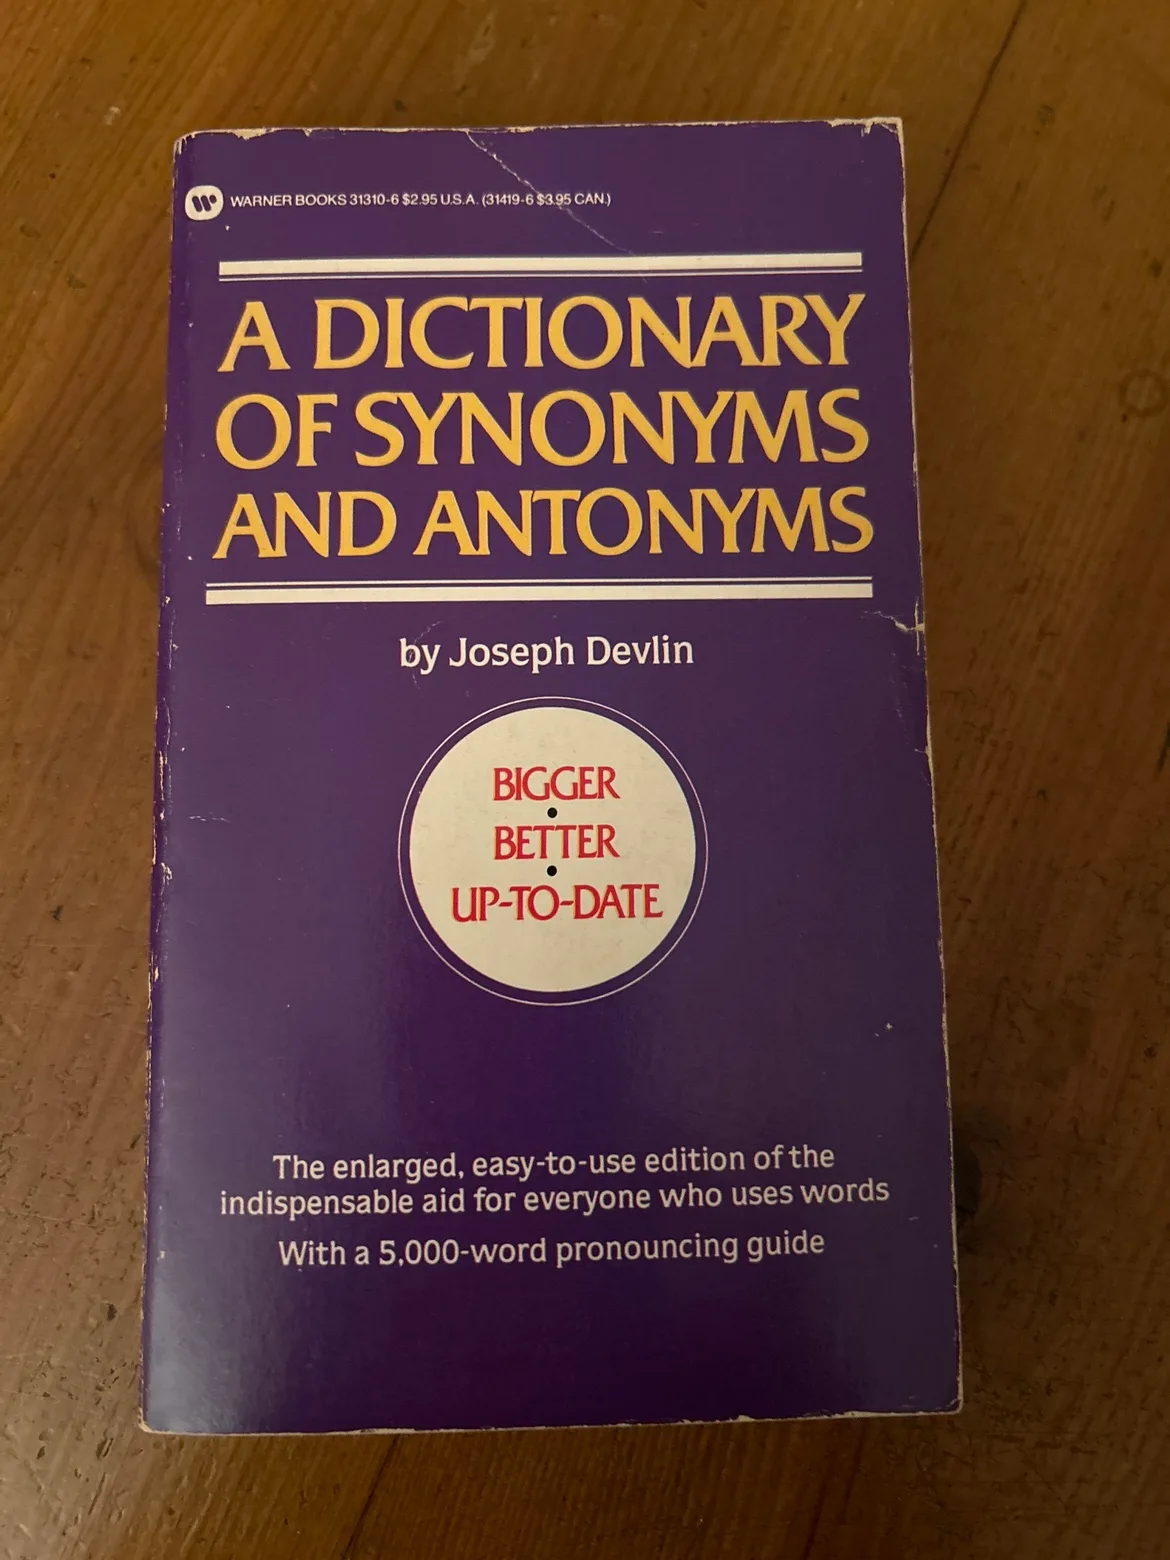 WARNER BOOKS 31310-6 $2.95 U.S.A. (31419-6 $3.95 CAN.)
A DICTIONARY
OF SYNONYMS
AND ANTONYMS
by Joseph Devlin
BIGGER
•
BETTER
•
UP-TO-DATE
The enlarged, easy-to-use edition of the
indispensable aid for everyone who uses words
With a 5,000-word pronouncing guide